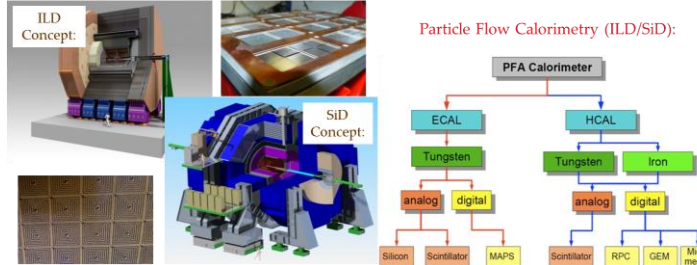 ILD
Concept:
SiD
Concept:
Particle Flow Calorimetry (ILD/SiD):
PFA Calorimeter
ECAL
HCAL
Tungsten
Tungsten
Iron
analog
digital
analog
digital
Silicon
Scintillator
MAPS
Scintillator
RPC
GEM